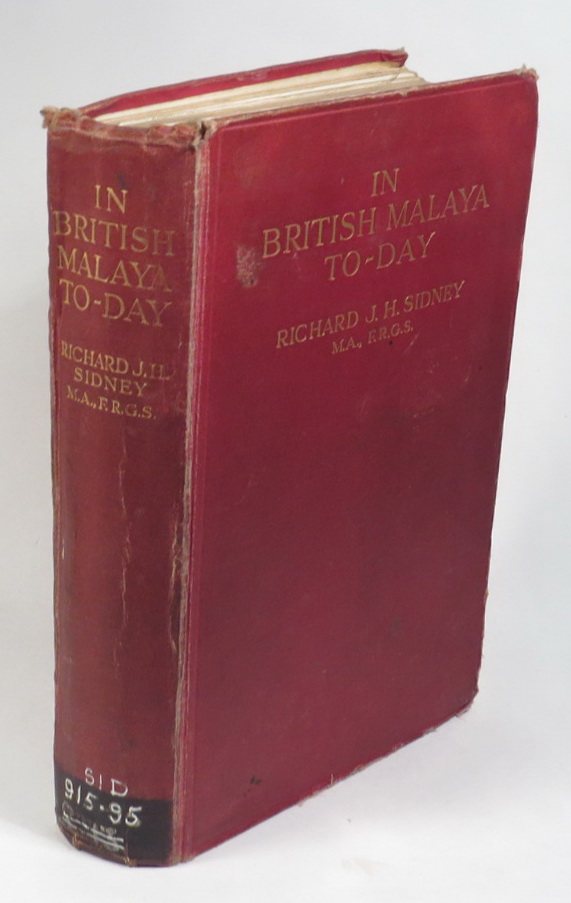 IN
BRITISH
MALAYA
TO-DAY
RICHARD J. H.
SIDNEY
M.A., F.R.G.S.
SID
915.95
IN
BRITISH MALAYA
TO-DAY
RICHARD J. H. SIDNEY
M.A., F.R.G.S.